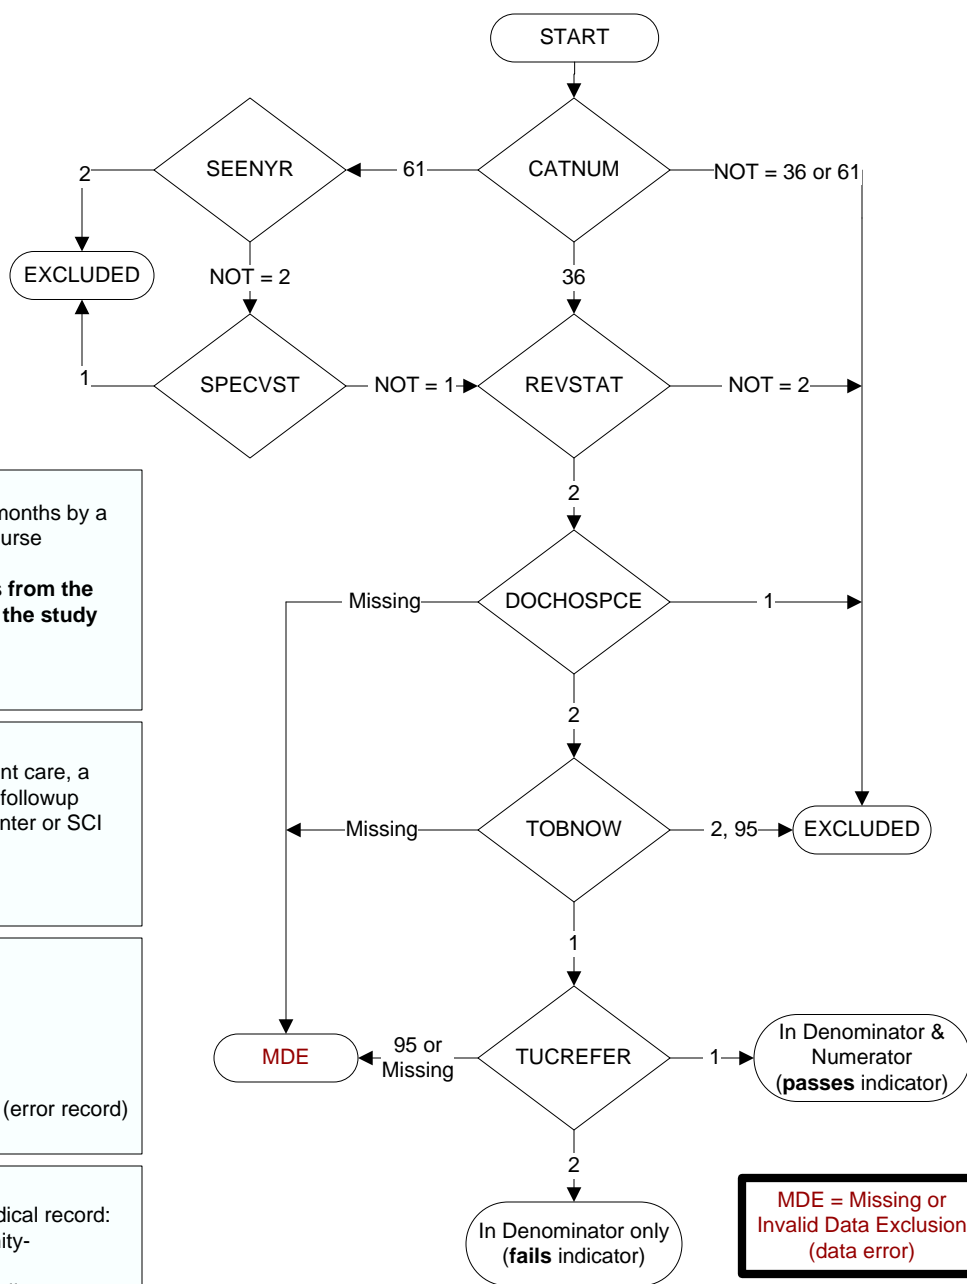 START
SEENYR
61
CATNUM
NOT = 36 or 61
2
EXCLUDED
NOT = 2
36
1
SPECVST
NOT = 1
REVSTAT
NOT = 2
2
months by a
urse
s from the
the study
Missing
DOCHOSPCE
1
2
nt care, a
followup
nter or SCI
Missing
TOBNOW
2, 95
EXCLUDED
1
MDE
95 or
Missing
TUCREFER
1
In Denominator &
Numerator
(passes indicator)
(error record)
2
dical record:
nity-
In Denominator only
(fails indicator)
MDE = Missing or
Invalid Data Exclusion
(data error)